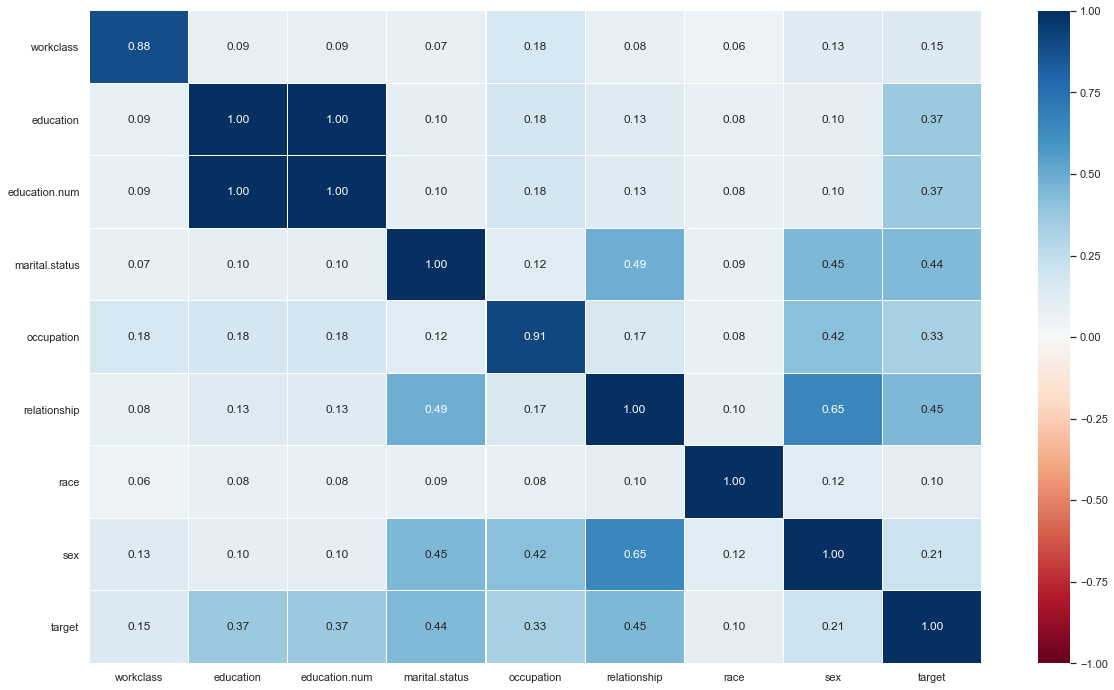 workclass 0.88 0.09 0.09 0.07 0.18 0.08 0.06 0.13 0.15
education 0.09 1.00 1.00 0.10 0.18 0.13 0.08 0.10 0.37
education.num 0.09 1.00 1.00 0.10 0.18 0.13 0.08 0.10 0.37
marital.status 0.07 0.10 0.10 1.00 0.12 0.49 0.09 0.45 0.44
occupation 0.18 0.18 0.18 0.12 0.91 0.17 0.08 0.42 0.33
relationship 0.08 0.13 0.13 0.49 0.17 1.00 0.10 0.65 0.45
race 0.06 0.08 0.08 0.09 0.08 0.10 1.00 0.12 0.10
sex 0.13 0.10 0.10 0.45 0.42 0.65 0.12 1.00 0.21
target 0.15 0.37 0.37 0.44 0.33 0.45 0.10 0.21 1.00
workclass education education.num marital.status occupation relationship race sex target
1.00
0.75
0.50
0.25
0.00
−0.25
−0.50
−0.75
−1.00